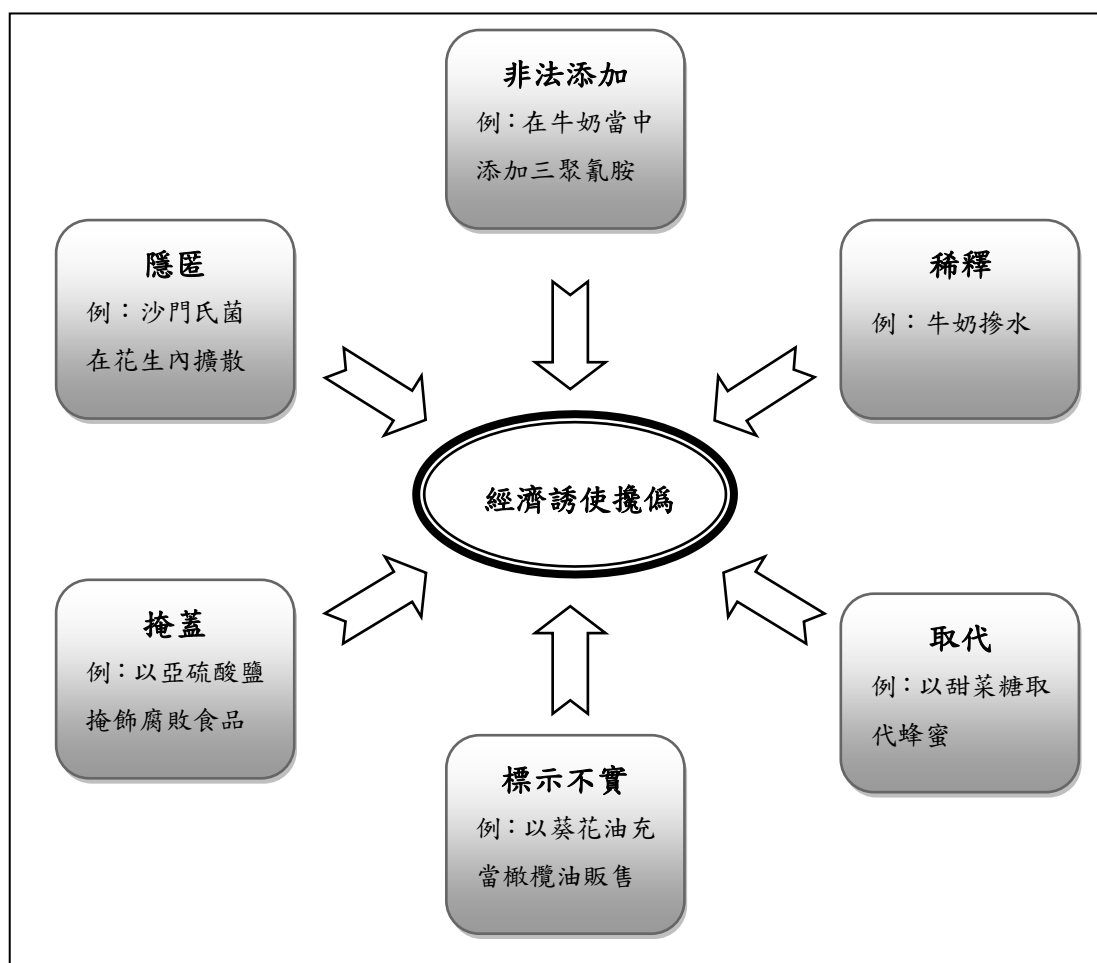 非法添加
例：在牛奶當中
添加三聚氰胺
隱匿
例：沙門氏菌
在花生內擴散
稀釋
例：牛奶摻水
經濟誘使攙偽
掩蓋
例：以亞硫酸鹽
掩飾腐敗食品
取代
例：以甜菜糖取
代蜂蜜
標示不實
例：以葵花油充
當橄欖油販售